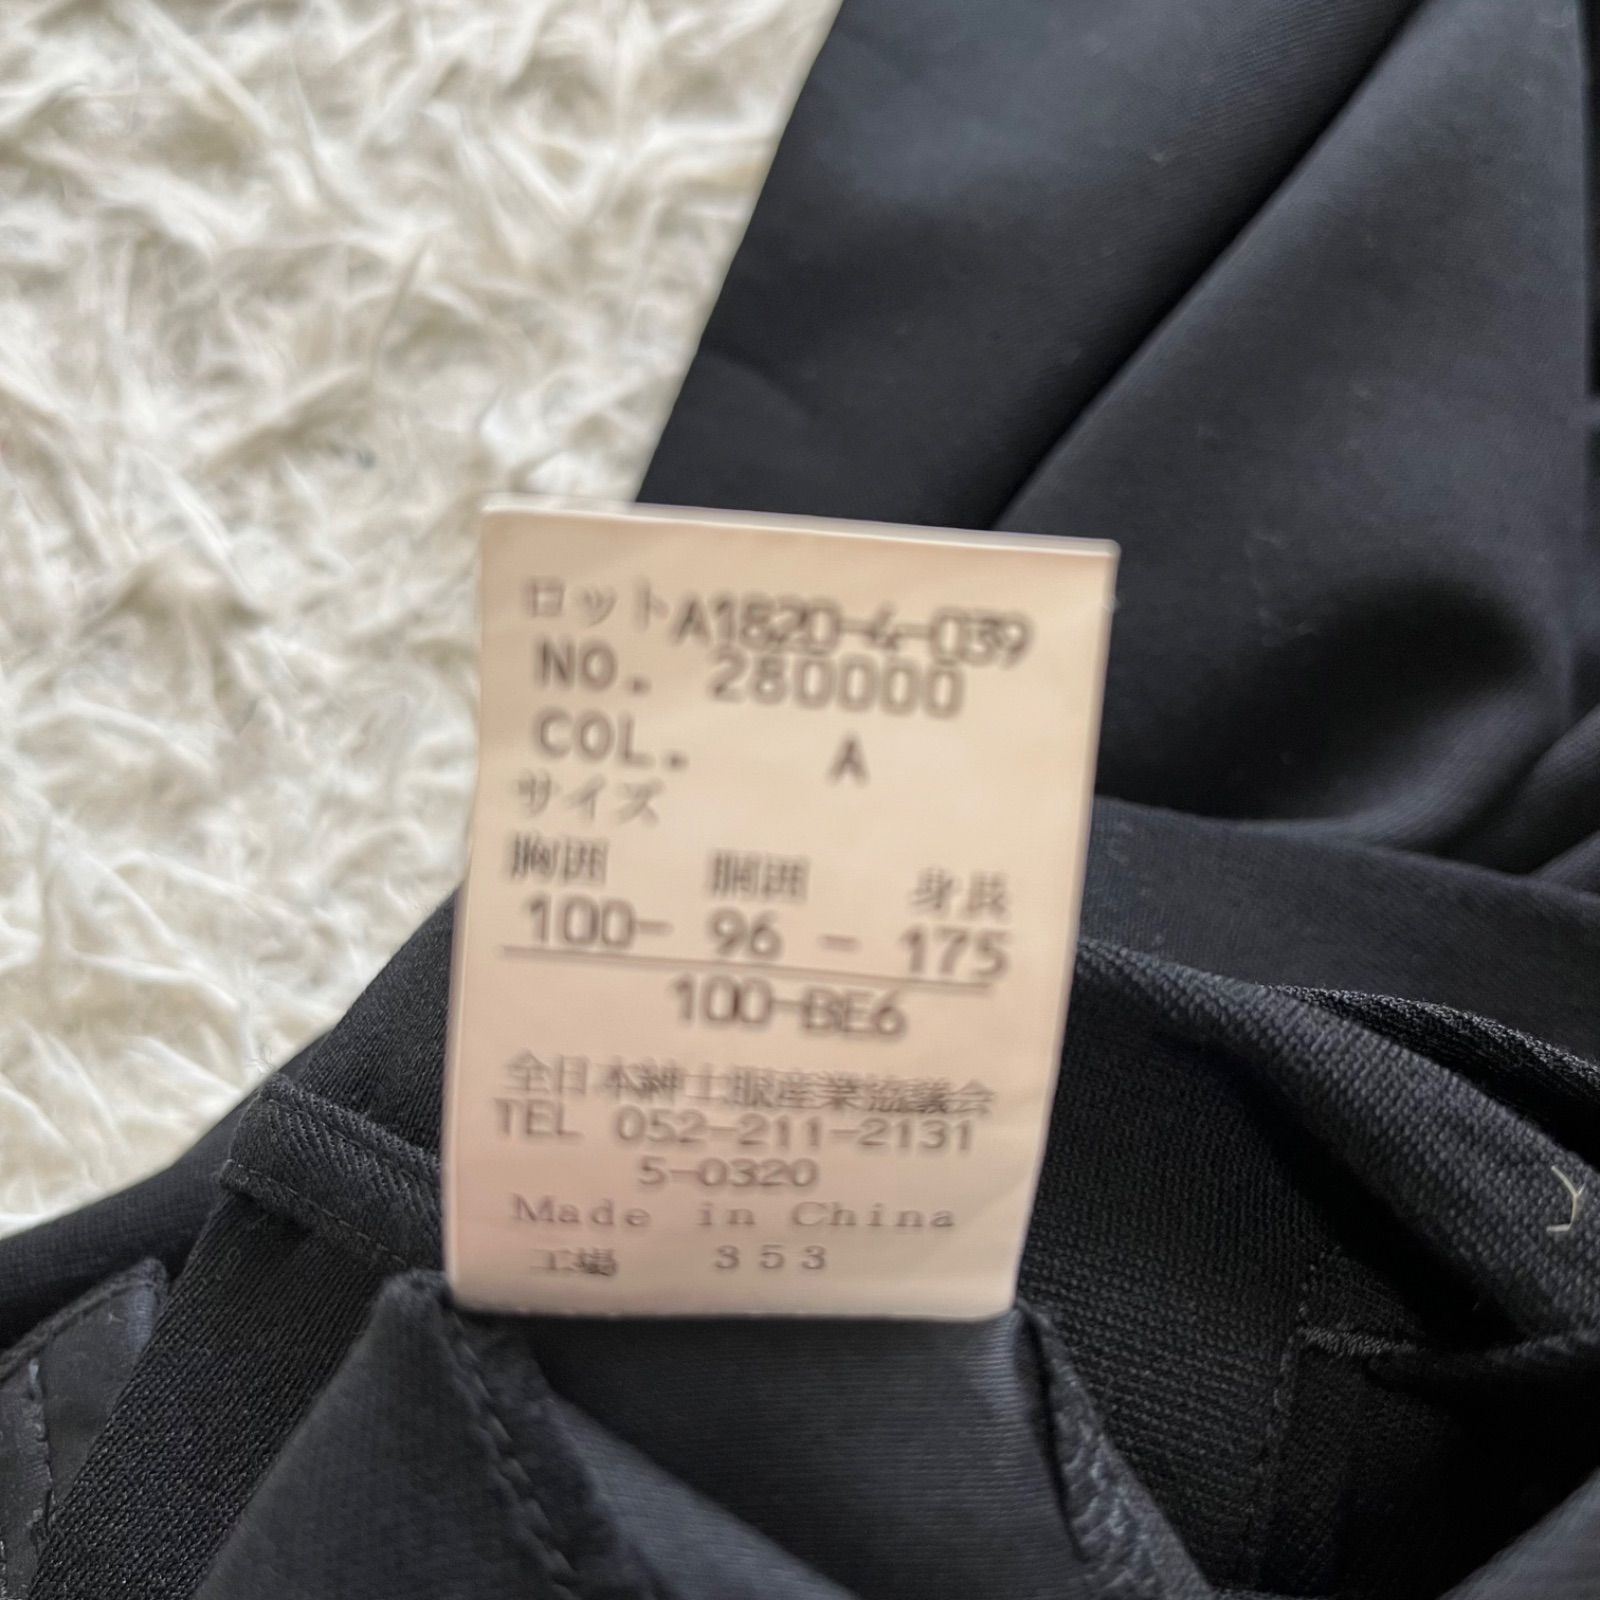 ロットA1820-4-039
NO. 280000
COL. A
サイズ
胸囲 胴囲 身長
100- 96 - 175
100-BE6
全日本紳士服産業協議会
TEL 052-211-2131
5-0320
Made in China
工場 353